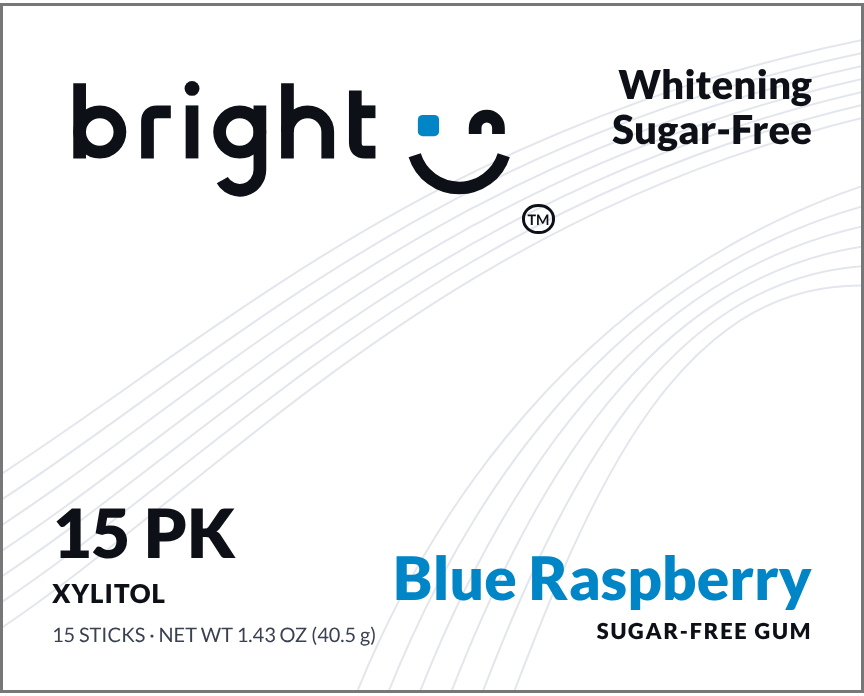 bright
TM
Whitening
Sugar-Free
15 PK
XYLITOL
15 STICKS · NET WT 1.43 OZ (40.5 g)
Blue Raspberry
SUGAR-FREE GUM